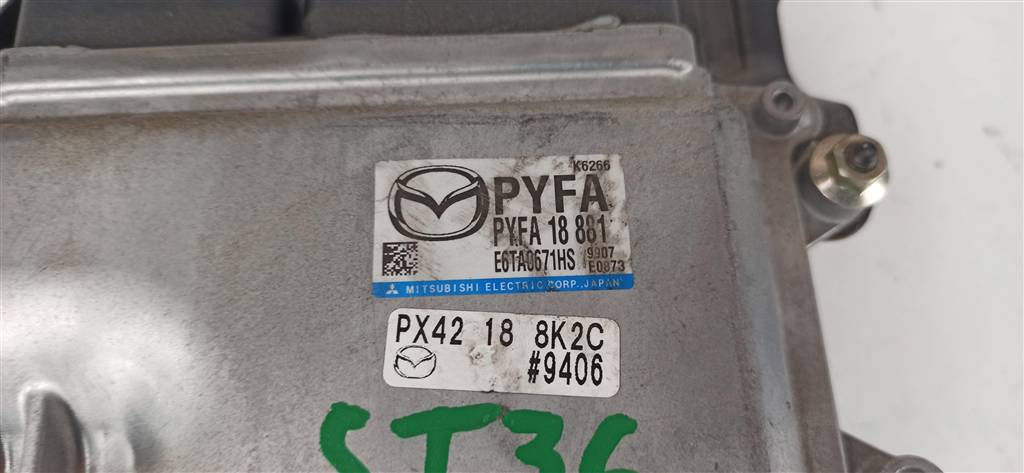 K6266
PYFA
PYFA 18 881
E6TA0671HS
9907
E0873
MITSUBISHI ELECTRIC CORP.,JAPAN
PX42 18 8K2C
#9406
ST36